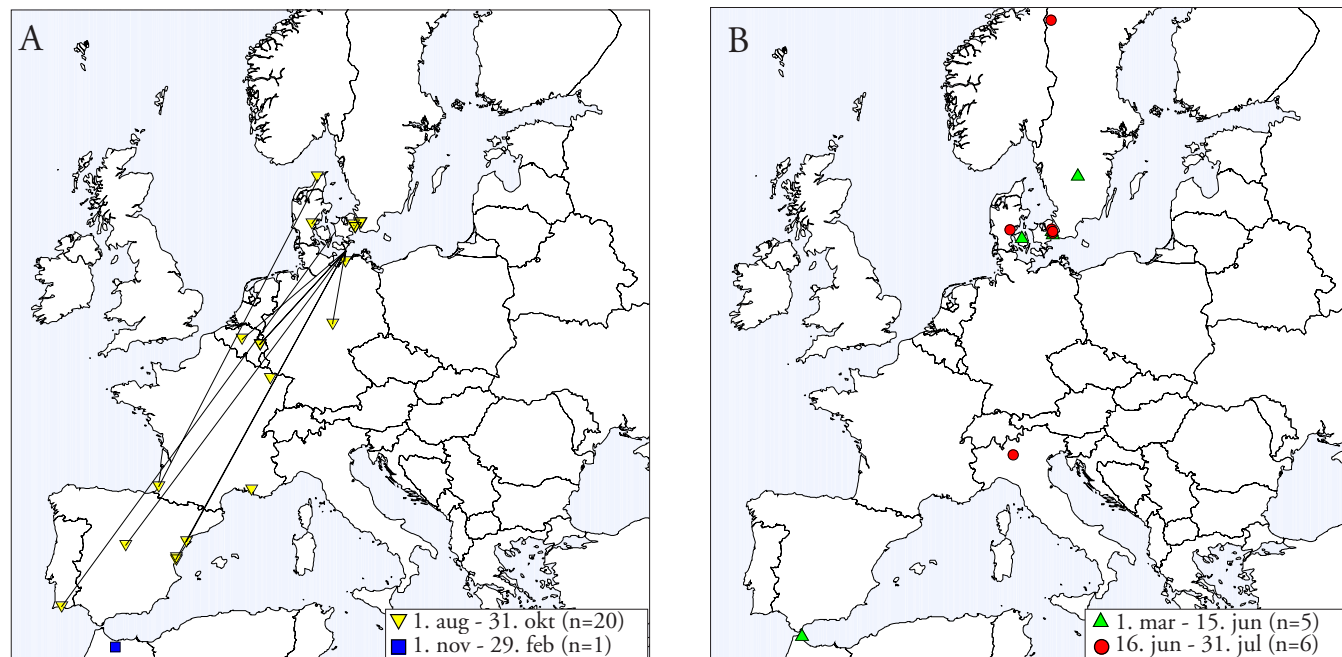 A
1. aug - 31. okt (n=20)
1. nov - 29. feb (n=1)
B
1. mar - 15. jun (n=5)
16. jun - 31. jul (n=6)